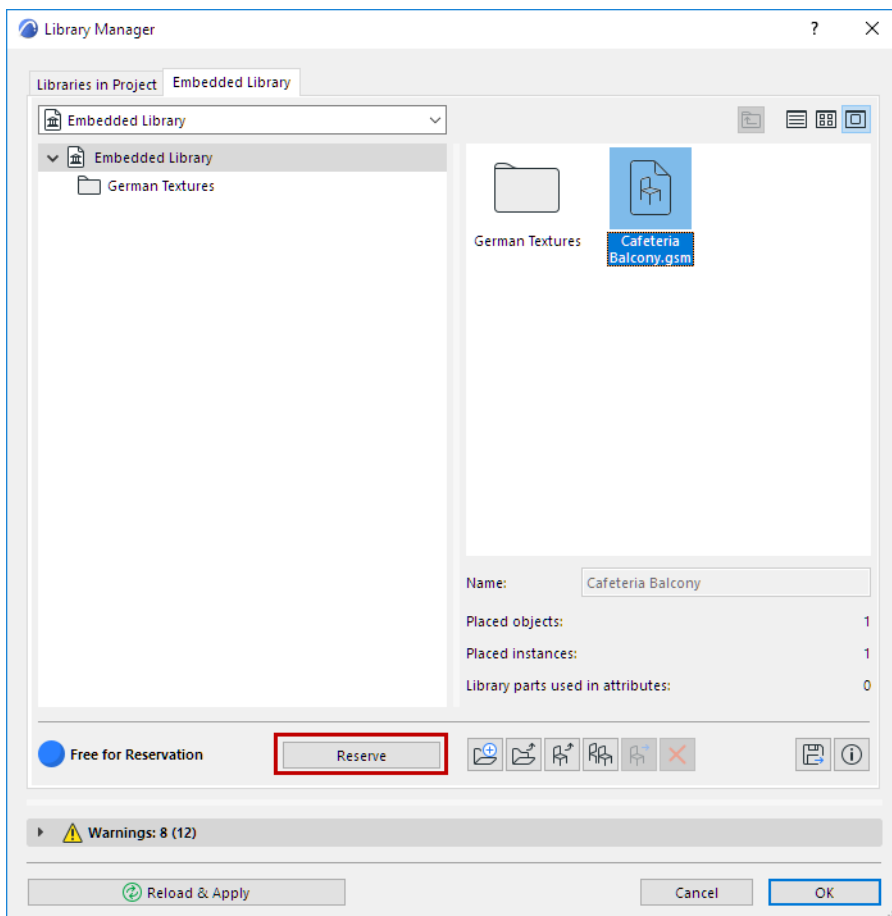 Library Manager
?
Libraries in Project
Embedded Library
Embedded Library
Embedded Library
German Textures
German Textures
Cafeteria
Balcony.gsm
Name:
Cafeteria Balcony
Placed objects:
1
Placed instances:
1
Library parts used in attributes:
0
Free for Reservation
Reserve
Warnings: 8 (12)
Reload & Apply
Cancel
OK